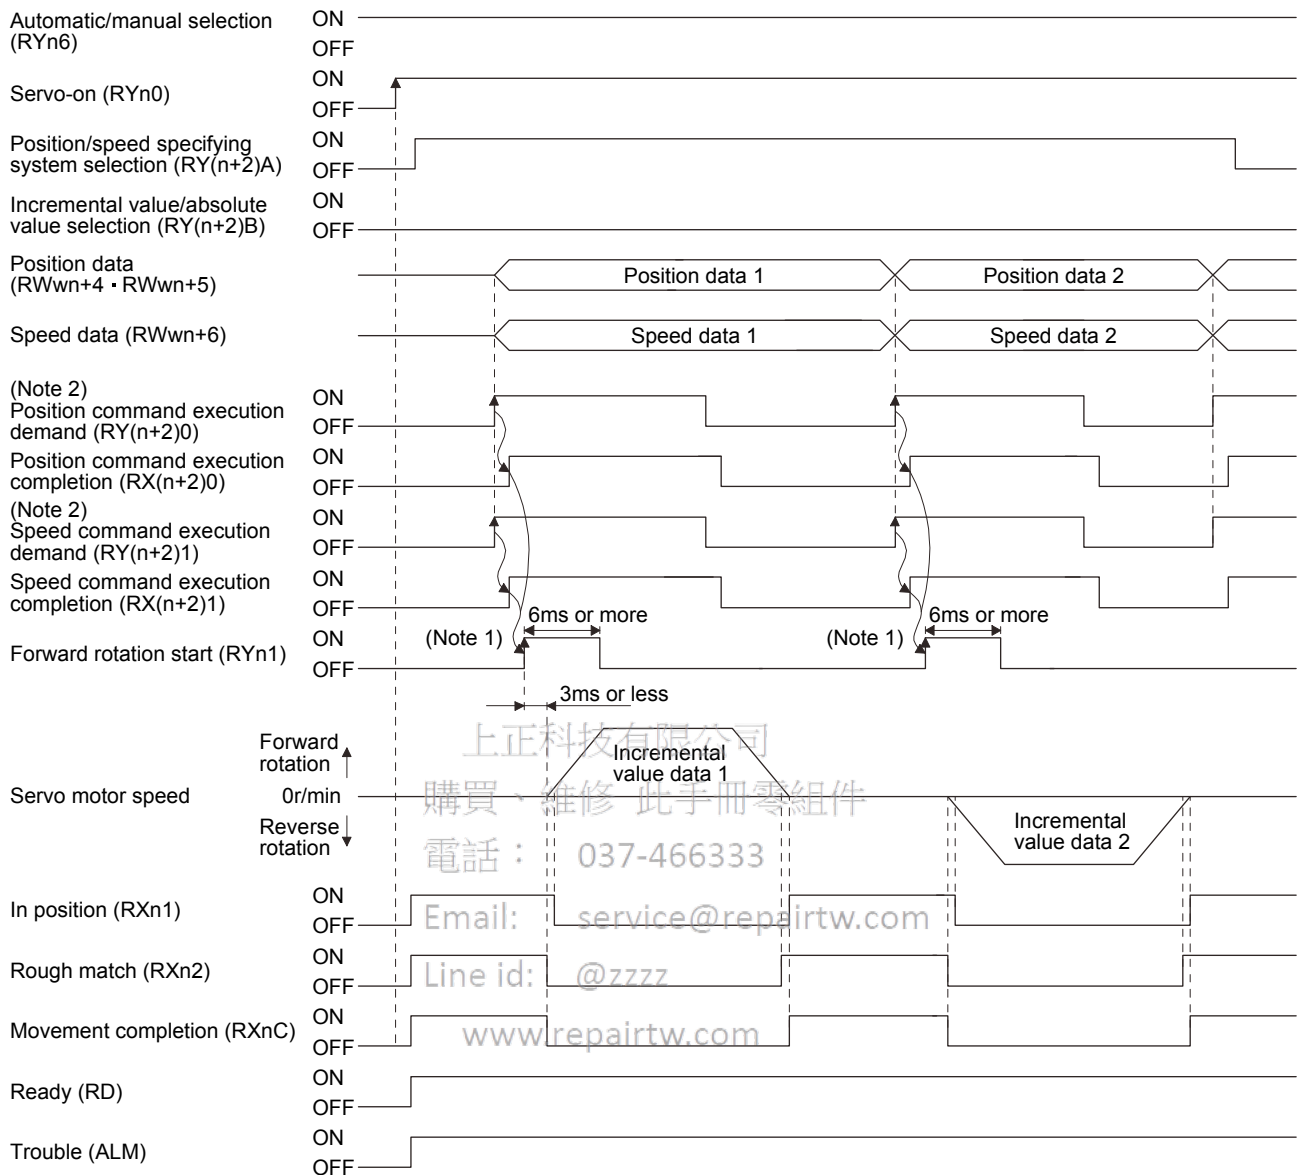 Automatic/manual selection
(RYn6)
ON
OFF
Servo-on (RYn0)
ON
OFF
Position/speed specifying
system selection (RY(n+2)A)
ON
OFF
Incremental value/absolute
value selection (RY(n+2)B)
ON
OFF
Position data
(RWwn+4 ▪ RWwn+5)
Position data 1
Position data 2
Speed data (RWwn+6)
Speed data 1
Speed data 2
(Note 2)
Position command execution
demand (RY(n+2)0)
ON
OFF
Position command execution
completion (RX(n+2)0)
ON
OFF
(Note 2)
Speed command execution
demand (RY(n+2)1)
ON
OFF
Speed command execution
completion (RX(n+2)1)
ON
OFF
Forward rotation start (RYn1)
ON
OFF
(Note 1)
6ms or more
(Note 1)
6ms or more
3ms or less
Servo motor speed
Forward
rotation
0r/min
Reverse
rotation
Incremental
value data 1
Incremental
value data 2
上正科技有限公司
購買、維修 此手冊零組件
電話： 037-466333
Email: service@repairtw.com
Line id: @zzzz
www.repairtw.com
In position (RXn1)
ON
OFF
Rough match (RXn2)
ON
OFF
Movement completion (RXnC)
ON
OFF
Ready (RD)
ON
OFF
Trouble (ALM)
ON
OFF